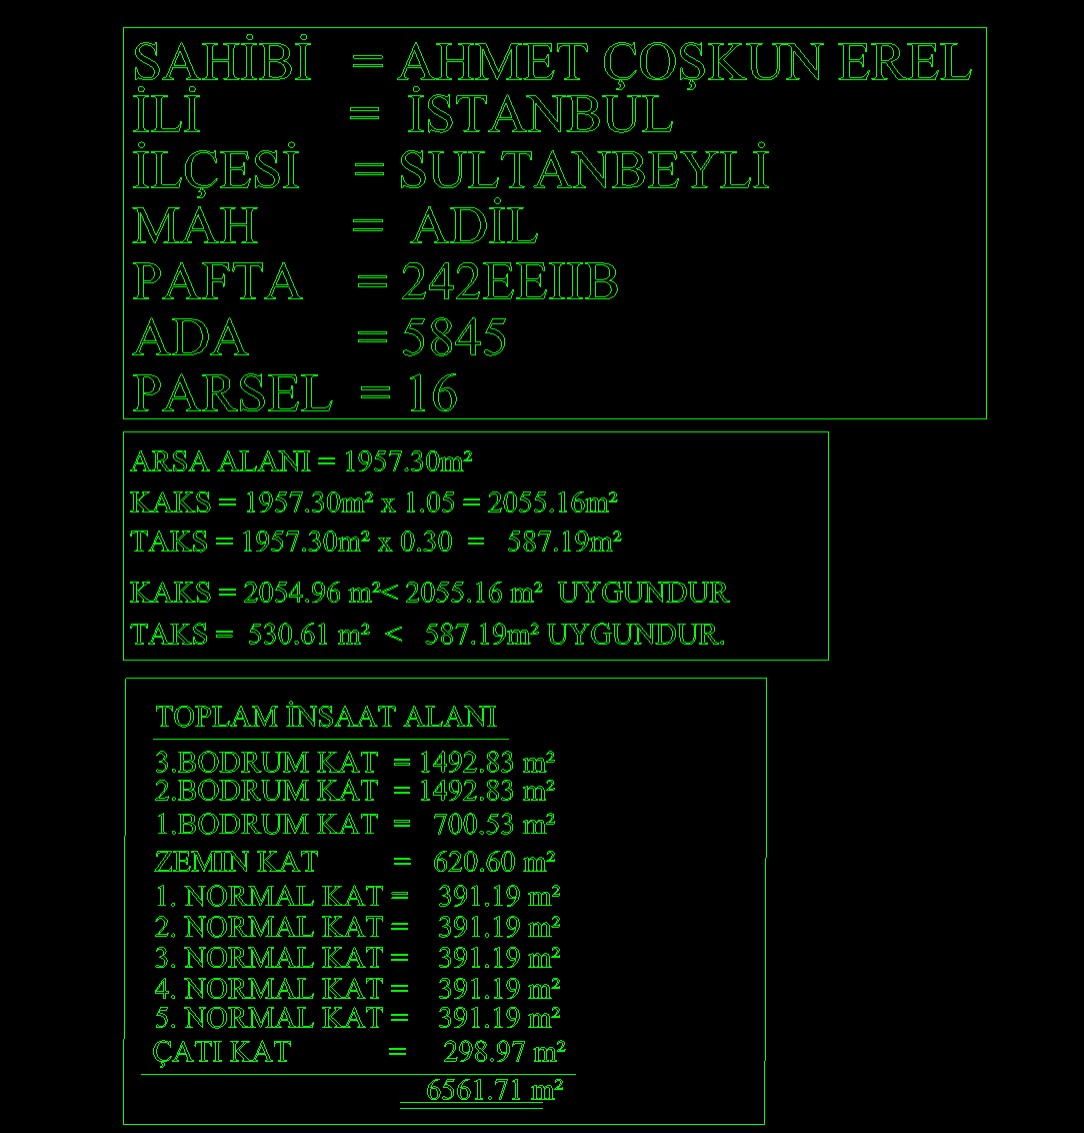 SAHİBİ = AHMET ÇOŞKUN EREL
İLİ = İSTANBUL
İLÇESİ = SULTANBEYLİ
MAH = ADİL
PAFTA = 242EEIIB
ADA = 5845
PARSEL = 16
ARSA ALANI = 1957.30m²
KAKS = 1957.30m² x 1.05 = 2055.16m²
TAKS = 1957.30m² x 0.30 = 587.19m²
KAKS = 2054.96 m²< 2055.16 m² UYGUNDUR
TAKS = 530.61 m² < 587.19m² UYGUNDUR.
TOPLAM İNSAAT ALANI
3.BODRUM KAT = 1492.83 m²
2.BODRUM KAT = 1492.83 m²
1.BODRUM KAT = 700.53 m²
ZEMIN KAT = 620.60 m²
1. NORMAL KAT = 391.19 m²
2. NORMAL KAT = 391.19 m²
3. NORMAL KAT = 391.19 m²
4. NORMAL KAT = 391.19 m²
5. NORMAL KAT = 391.19 m²
ÇATI KAT = 298.97 m²
6561.71 m²